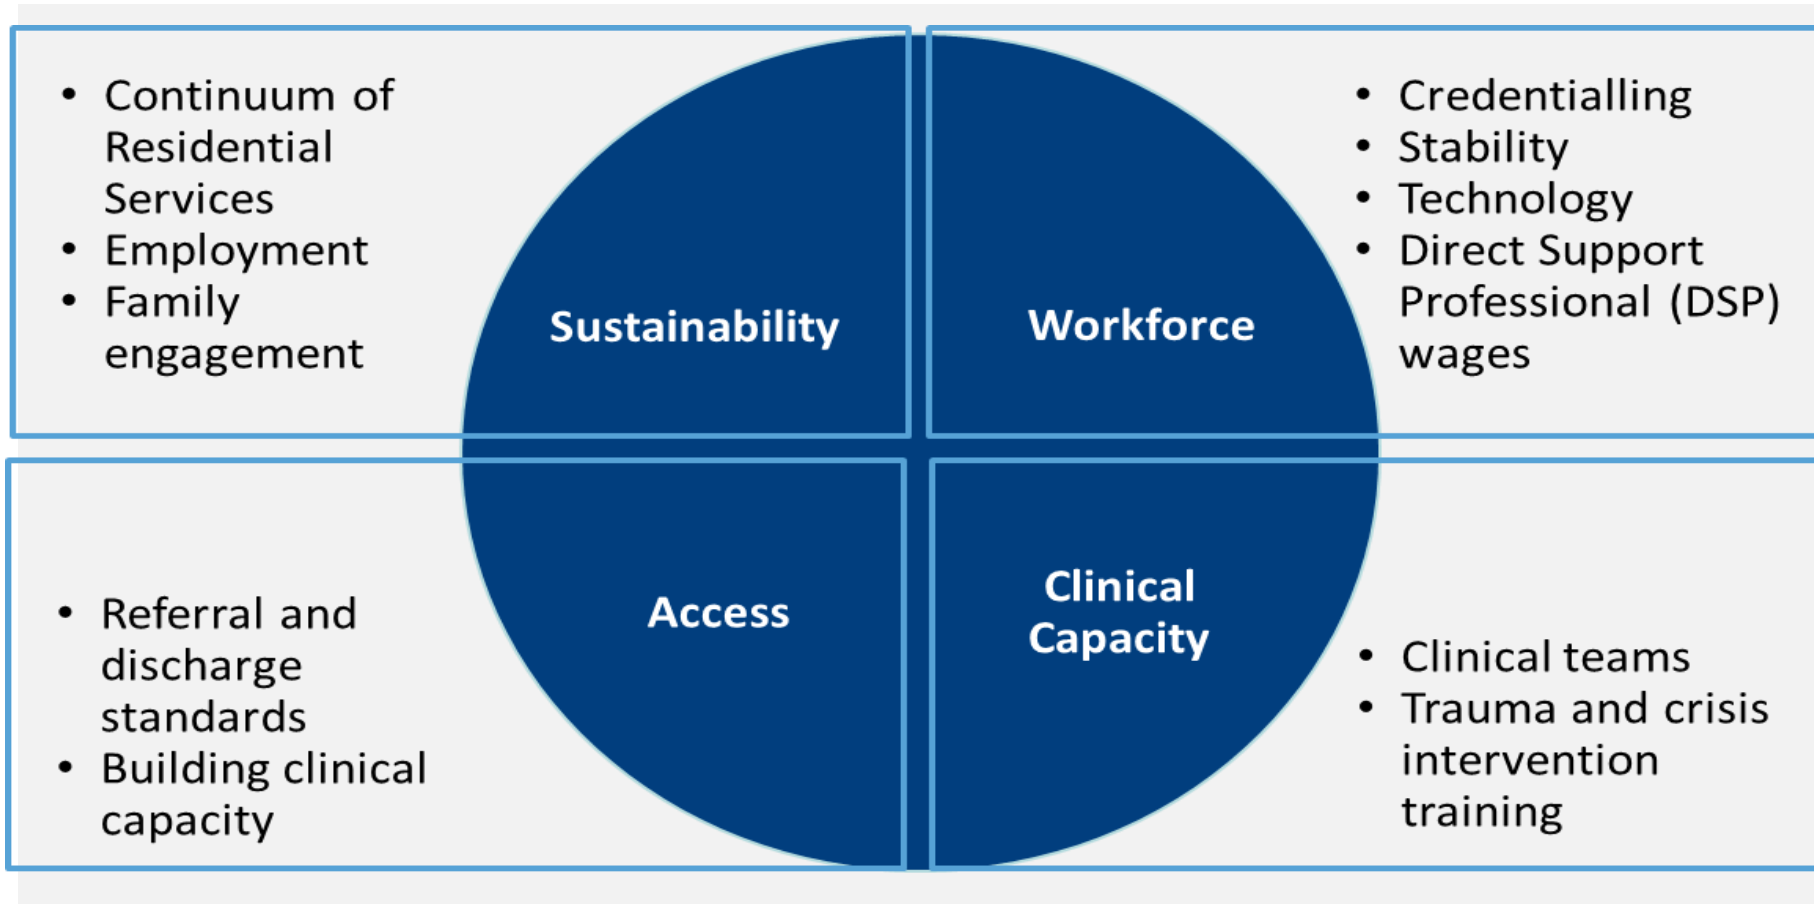 • Continuum of
Residential
Services
• Employment
• Family
engagement
Sustainability
Workforce
• Credentialling
• Stability
• Technology
• Direct Support
Professional (DSP)
wages
• Referral and
discharge
standards
• Building clinical
capacity
Access
Clinical
Capacity
• Clinical teams
• Trauma and crisis
intervention
training